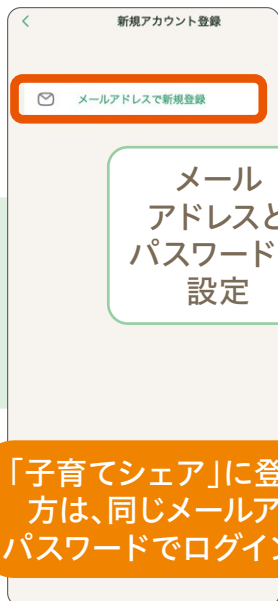 新規アカウント登録
メールアドレスで新規登録
メール
アドレスと
パスワード
設定
「子育てシェア」に登
方は、同じメールア
パスワードでログイン